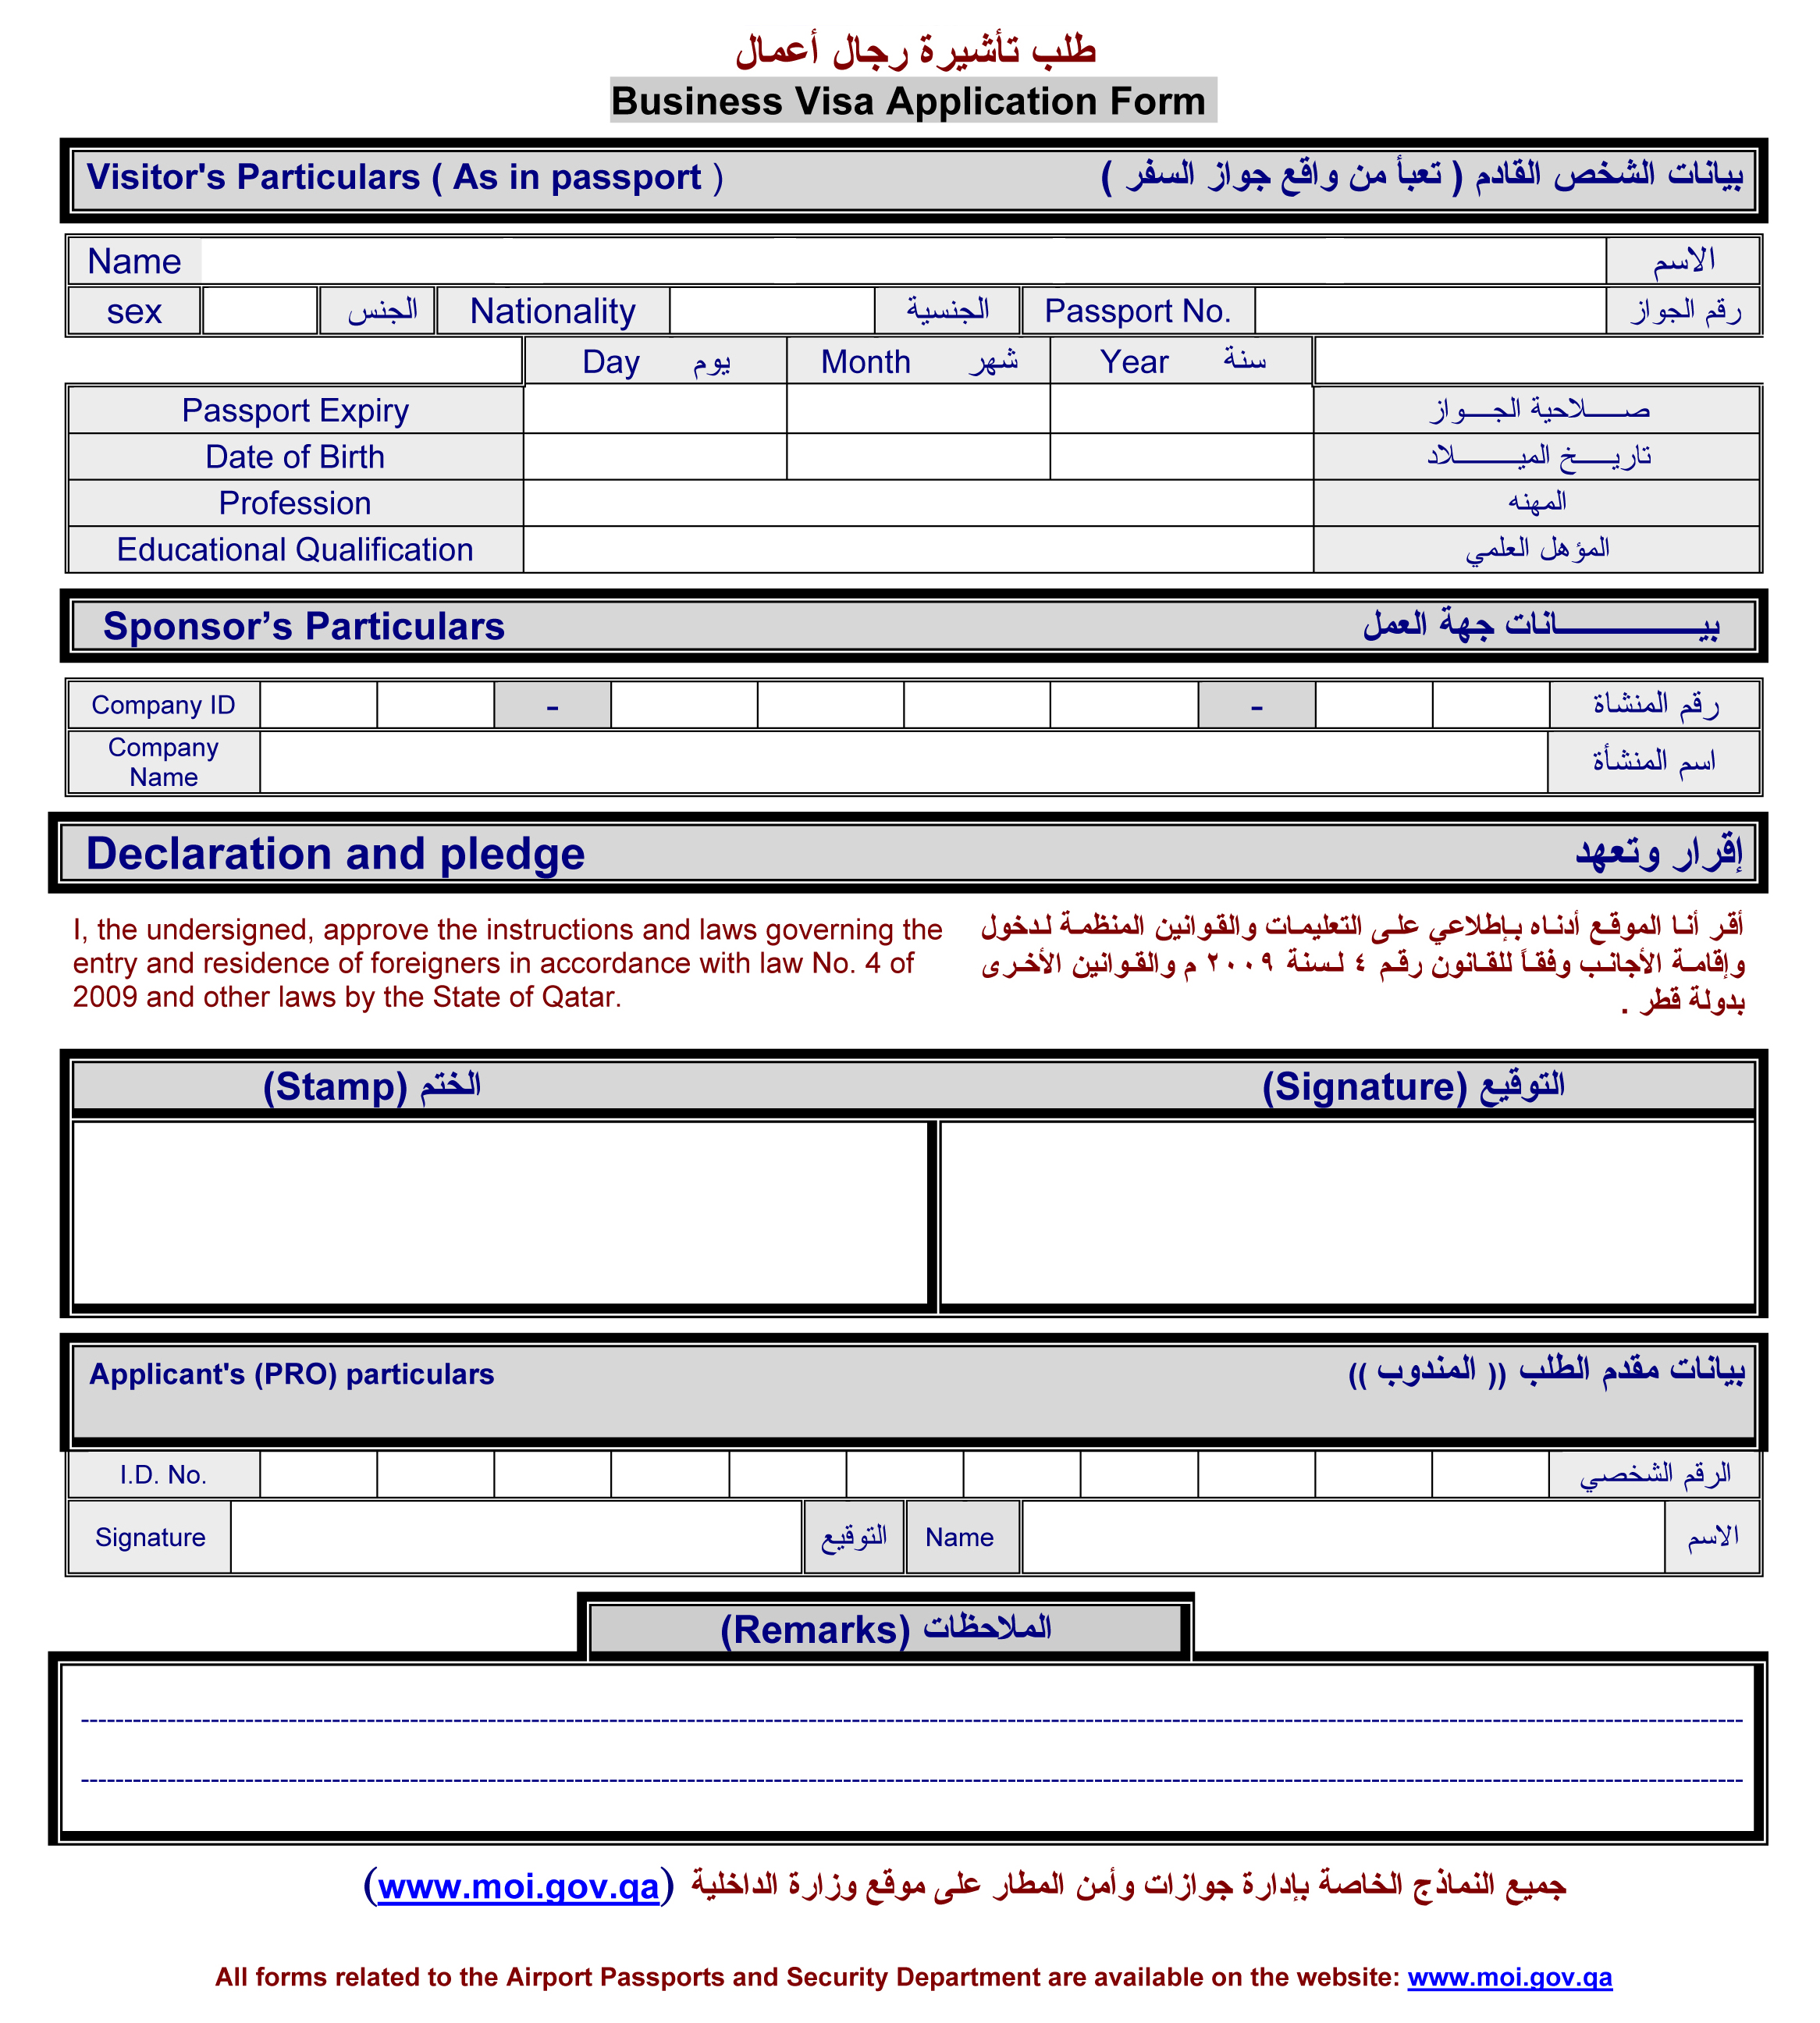 طلب تأشيرة رجال أعمال
Business Visa Application Form
Visitor's Particulars ( As in passport ) بيانات الشخص القادم ( تعبأ من واقع جواز السفر )
Name الاسم
sex الجنس Nationality الجنسية Passport No. رقم الجواز
Day يوم Month شهر Year سنة
Passport Expiry صـــــلاحية الجـــــواز
Date of Birth تاريـــــخ الميـــــــــلاد
Profession المهنه
Educational Qualification المؤهل العلمي
Sponsor’s Particulars بيـــــــــــــــانات جهة العمل
Company ID - - رقم المنشاة
Company
Name
اسم المنشأة
Declaration and pledge إقرار وتعهد
I, the undersigned, approve the instructions and laws governing the
entry and residence of foreigners in accordance with law No. 4 of
2009 and other laws by the State of Qatar.
أقر أنا الموقع أدناه بإطلاعي على التعليمات والقوانين المنظمة لدخول
وإقامة الأجانب وفقاً للقانون رقم ٤ لسنة ٢٠٠٩ م والقوانين الأخرى
بدولة قطر .
الختم (Stamp) التوقيع (Signature)
Applicant's (PRO) particulars بيانات مقدم الطلب (( المندوب ))
I.D. No. الرقم الشخصي
Signature التوقيع Name الاسم
الملاحظات (Remarks)
جميع النماذج الخاصة بإدارة جوازات وأمن المطار على موقع وزارة الداخلية (www.moi.gov.qa)
All forms related to the Airport Passports and Security Department are available on the website: www.moi.gov.qa